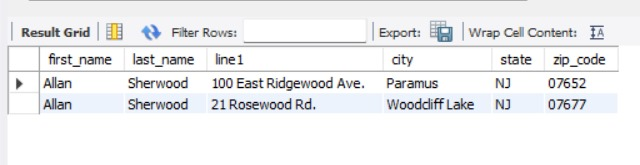 Result Grid Filter Rows: Export: Wrap Cell Content:
first_name last_name line1 city state zip_code
Allan Sherwood 100 East Ridgewood Ave. Paramus NJ 07652
Allan Sherwood 21 Rosewood Rd. Woodcliff Lake NJ 07677